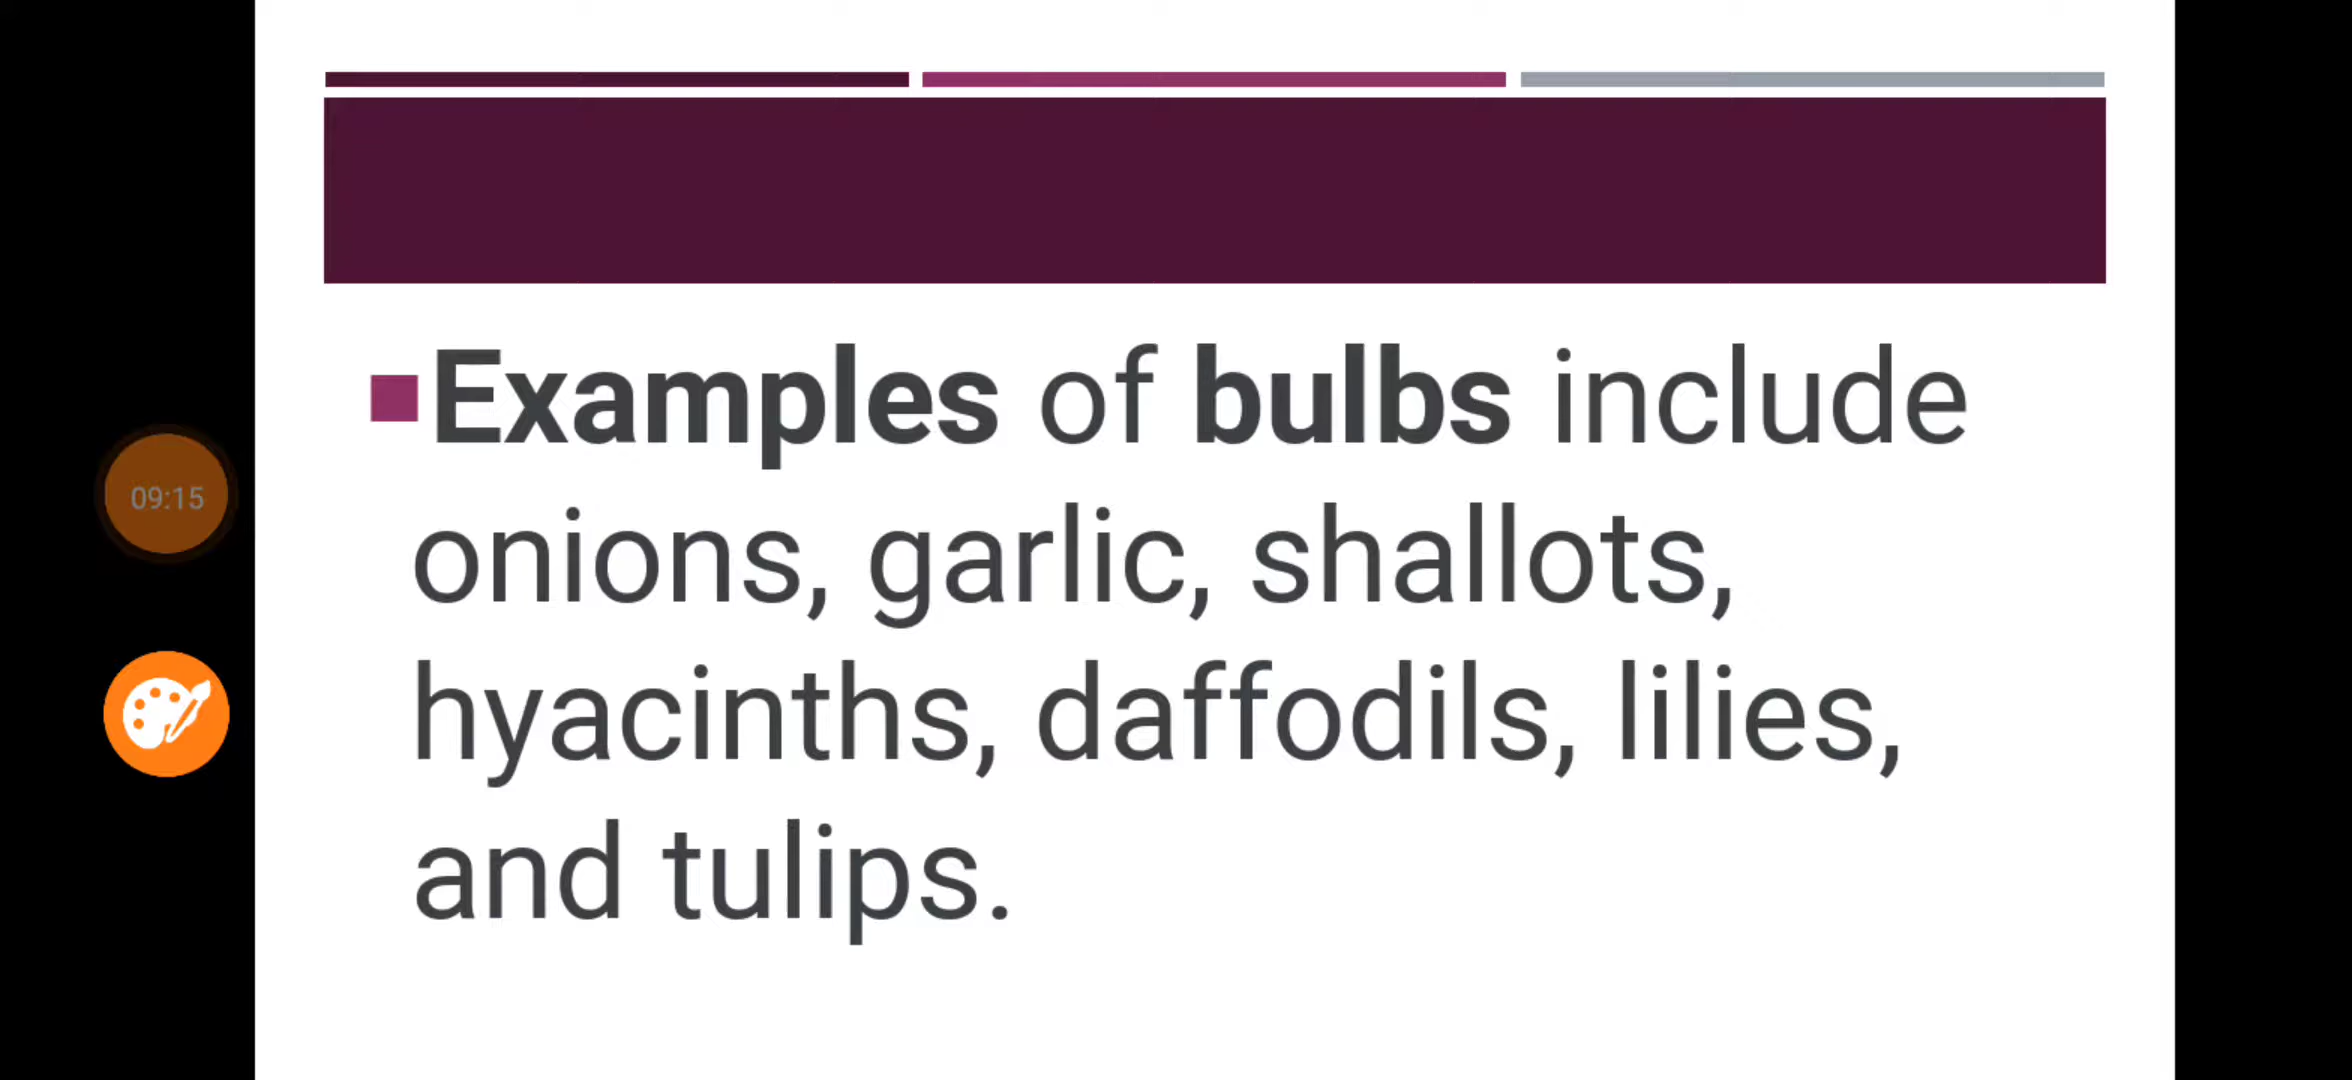 Examples of bulbs include
onions, garlic, shallots,
hyacinths, daffodils, lilies,
and tulips.
09:15